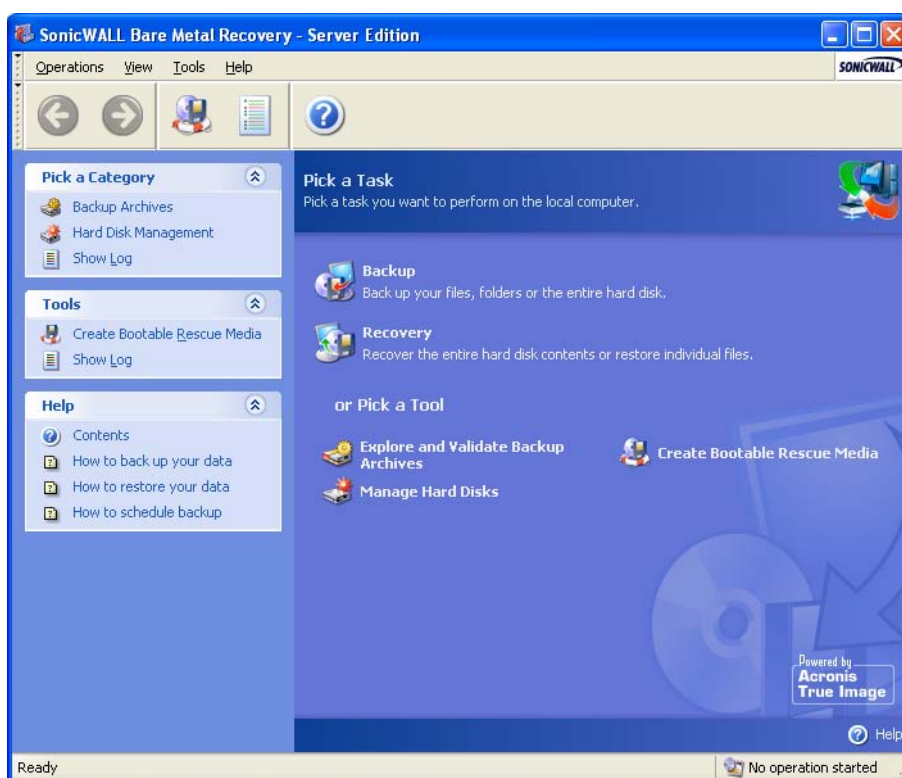 SonicWALL Bare Metal Recovery - Server Edition
Operations View Tools Help
SONICWALL
Pick a Category
Backup Archives
Hard Disk Management
Show Log
Tools
Create Bootable Rescue Media
Show Log
Help
Contents
How to back up your data
How to restore your data
How to schedule backup
Pick a Task
Pick a task you want to perform on the local computer.
Backup
Back up your files, folders or the entire hard disk.
Recovery
Recover the entire hard disk contents or restore individual files.
or Pick a Tool
Explore and Validate Backup
Archives
Create Bootable Rescue Media
Manage Hard Disks
Powered by
Acronis
True Image
Help
Ready
No operation started